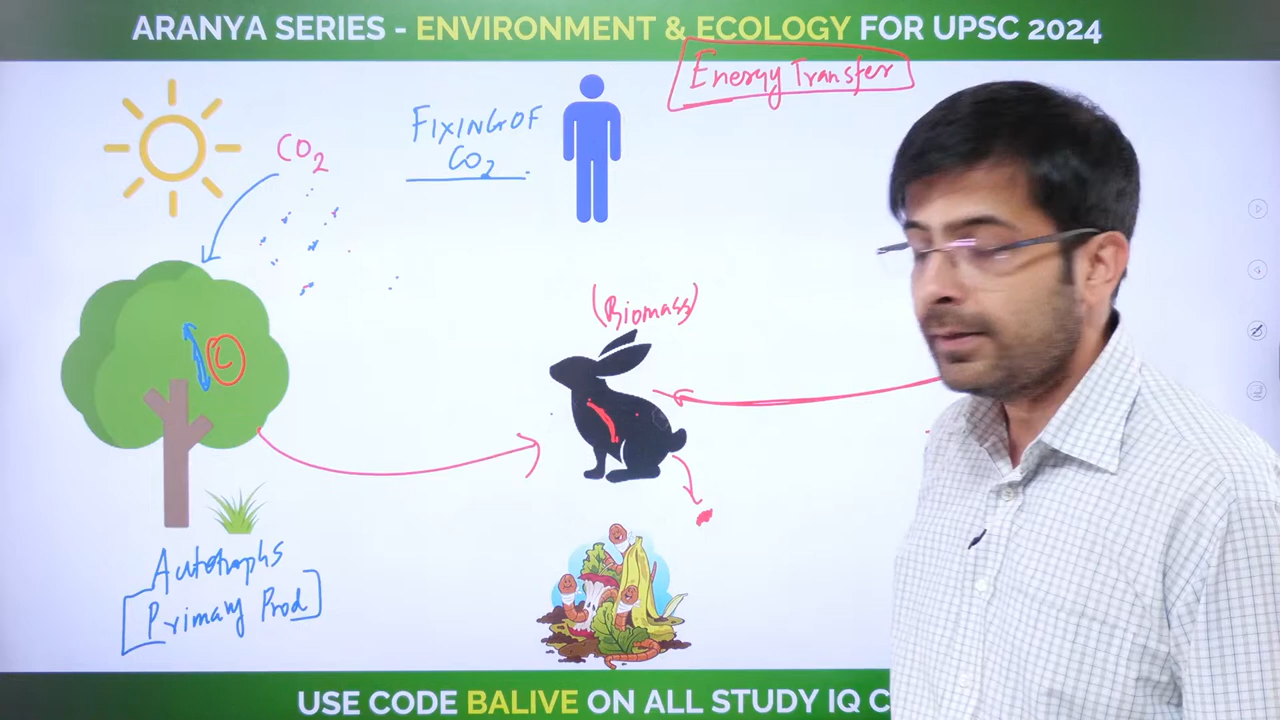 ARANYA SERIES - ENVIRONMENT & ECOLOGY FOR UPSC 2024
Energy Transfer
FIXING OF
CO2
CO2
(Biomass)
C
Autotrophs
Primary Prod
USE CODE BALIVE ON ALL STUDY IQ C